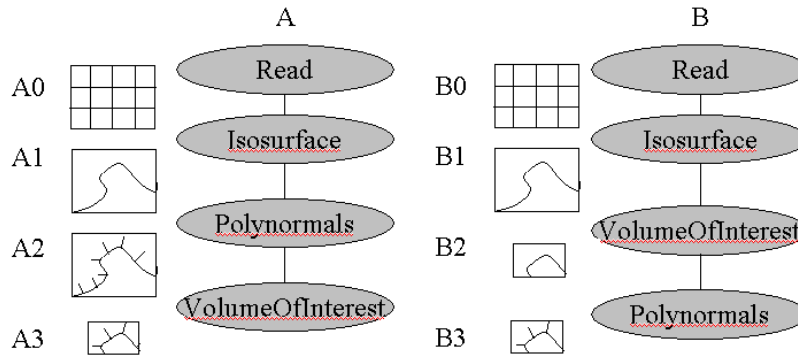 A
B
A0
Read
B0
Read
A1
Isosurface
B1
Isosurface
A2
Polynormals
B2
VolumeOfInterest
A3
VolumeOfInterest
B3
Polynormals